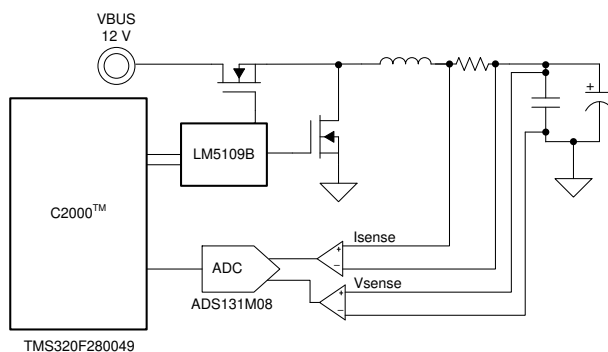 VBUS
12 V
LM5109B
C2000™
Isense
+
−
ADC
Vsense
+
−
ADS131M08
TMS320F280049
+